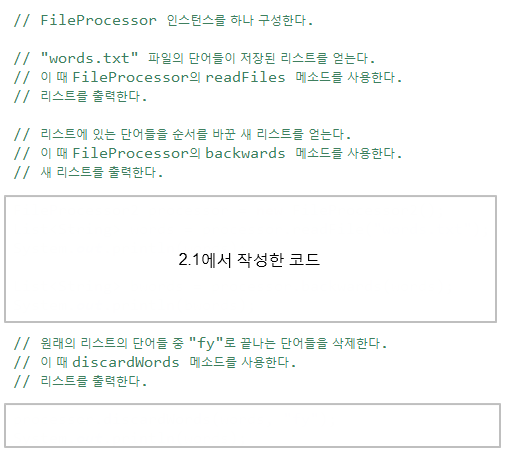 // FileProcessor 인스턴스를 하나 구성한다.
// "words.txt" 파일의 단어들이 저장된 리스트를 얻는다.
// 이 때 FileProcessor의 readFiles 메소드를 사용한다.
// 리스트를 출력한다.
// 리스트에 있는 단어들을 순서를 바꾼 새 리스트를 얻는다.
// 이 때 FileProcessor의 backwards 메소드를 사용한다.
// 새 리스트를 출력한다.
2.1에서 작성한 코드
// 원래의 리스트의 단어들 중 "fy"로 끝나는 단어들을 삭제한다.
// 이 때 discardWords 메소드를 사용한다.
// 리스트를 출력한다.